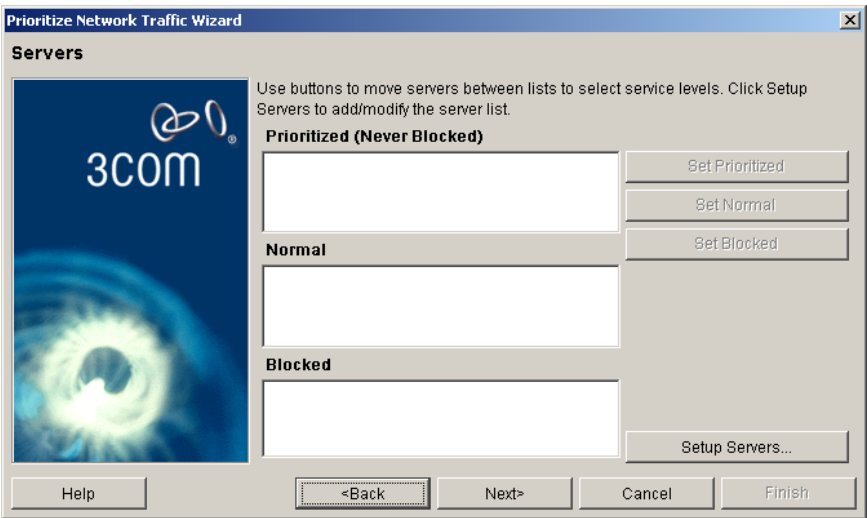 Prioritize Network Traffic Wizard
Servers
Use buttons to move servers between lists to select service levels. Click Setup
Servers to add/modify the server list.
3com
Prioritized (Never Blocked)
Set Prioritized
Set Normal
Set Blocked
Normal
Blocked
Setup Servers...
Help
<Back
Next>
Cancel
Finish